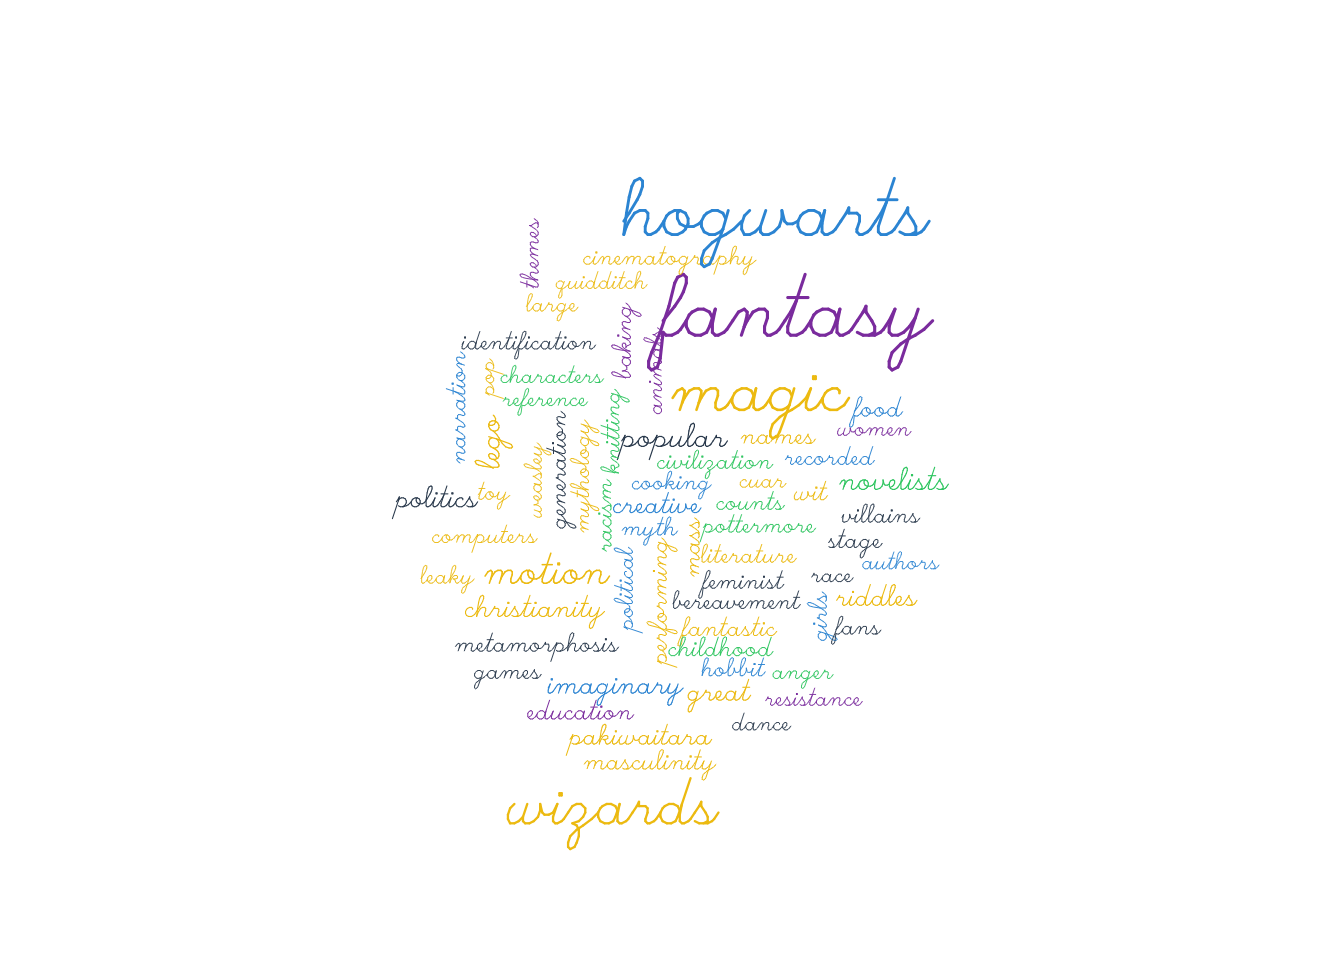 hogwarts
themes
cinematography
quidditch
fantasy
large
baking
animals
identification
narration
pop
characters
magic
reference
knitting
food
lego
generation
mythology
popular
names
women
weasley
civilization
recorded
racism
cooking
cuar
wit
novelists
politics
toy
creative
counts
villains
myth
mass
pottermore
computers
stage
political
performing
literature
authors
leaky
motion
feminist
race
christianity
bereavement
girls
riddles
fantastic
fans
metamorphosis
childhood
games
hobbit
anger
imaginary
great
resistance
education
dance
pakiwaitara
masculinity
wizards